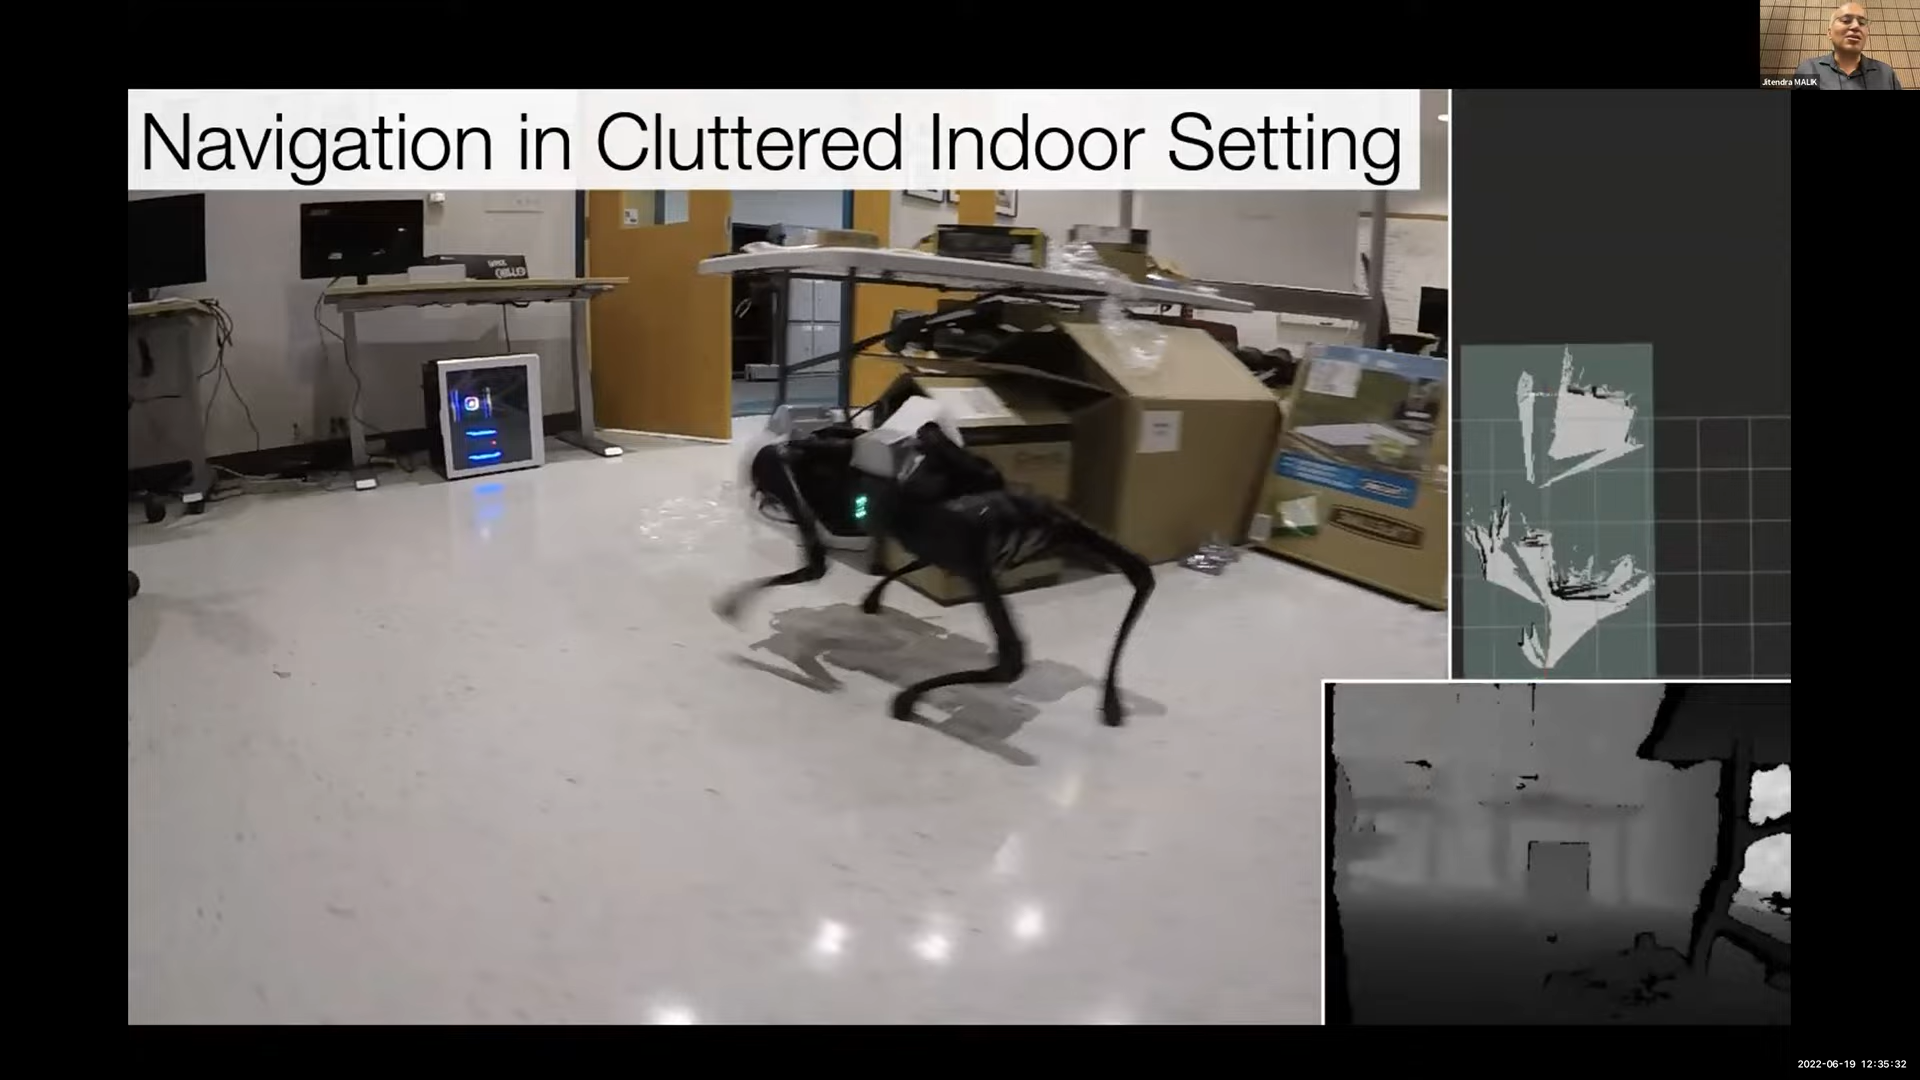 Jitendra MALIK
Navigation in Cluttered Indoor Setting
2022-06-19 12:35:32